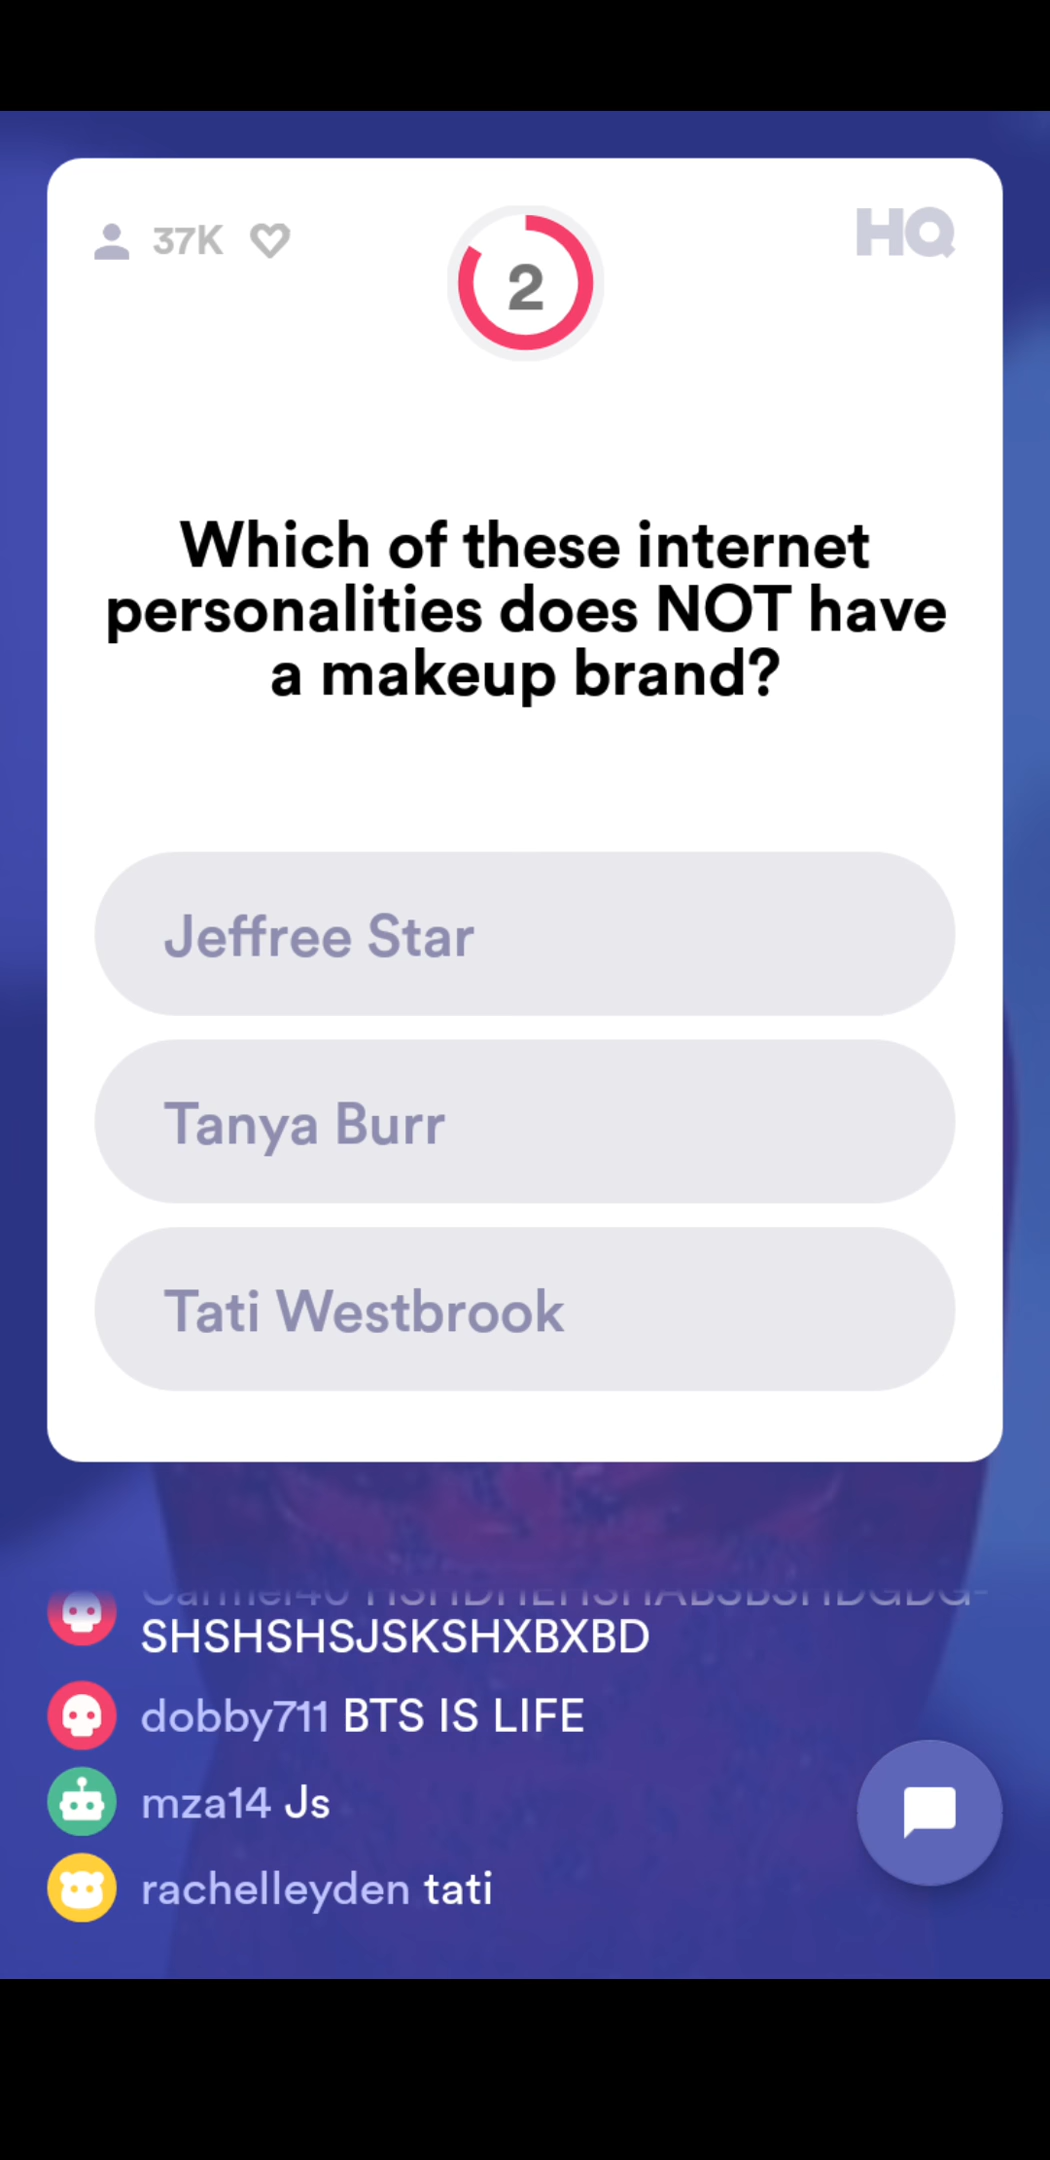 37K
2
HQ
Which of these internet
personalities does NOT have
a makeup brand?
Jeffree Star
Tanya Burr
Tati Westbrook
SHSHSHSJSKSHXBXBD
dobby711 BTS IS LIFE
mza14 Js
rachelleyden tati